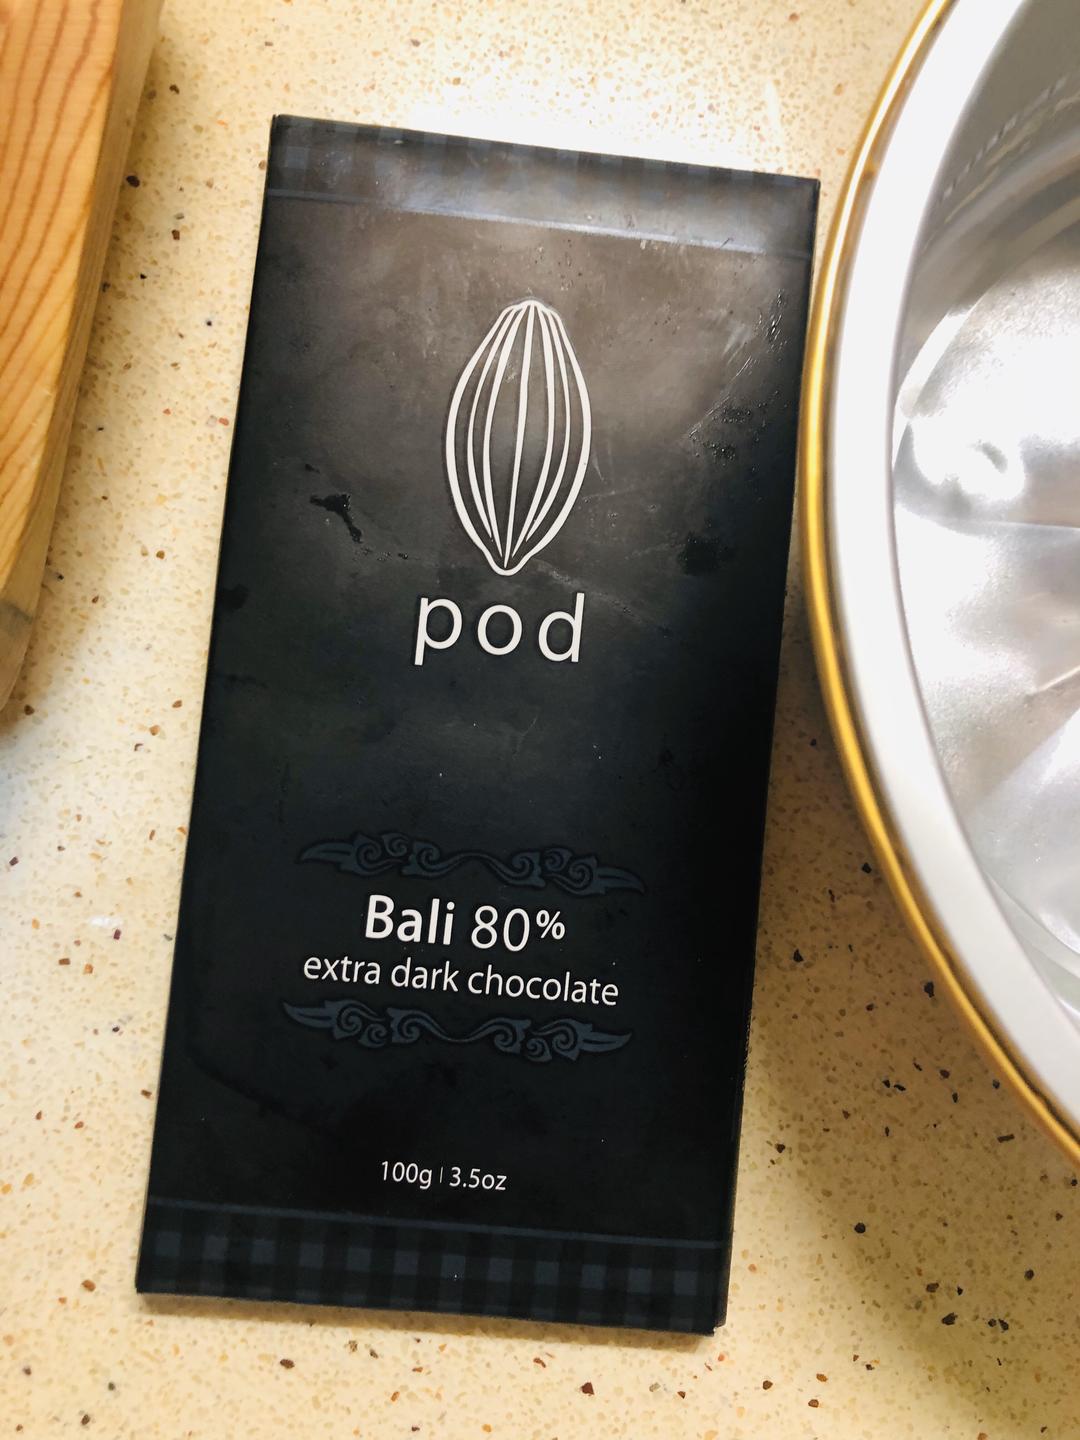 pod
Bali 80%
extra dark chocolate
100g | 3.5oz